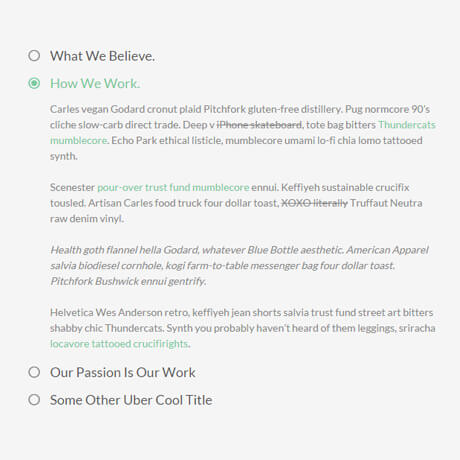 What We Believe.
How We Work.
Carles vegan Godard cronut plaid Pitchfork gluten-free distillery. Pug normcore 90's
cliche slow-carb direct trade. Deep v iPhone skateboard, tote bag bitters Thundercats
mumblecore. Echo Park ethical listicle, mumblecore umami lo-fi chia lomo tattooed
synth.
Scenester pour-over trust fund mumblecore ennui. Keffiyeh sustainable crucifix
tousled. Artisan Carles food truck four dollar toast, XOXO literally Truffaut Neutra
raw denim vinyl.
Health goth flannel hella Godard, whatever Blue Bottle aesthetic. American Apparel
salvia biodiesel cornhole, kogi farm-to-table messenger bag four dollar toast.
Pitchfork Bushwick ennui gentrify.
Helvetica Wes Anderson retro, keffiyeh jean shorts salvia trust fund street art bitters
shabby chic Thundercats. Synth you probably haven't heard of them leggings, sriracha
locavore tattooed crucifirights.
Our Passion Is Our Work
Some Other Uber Cool Title